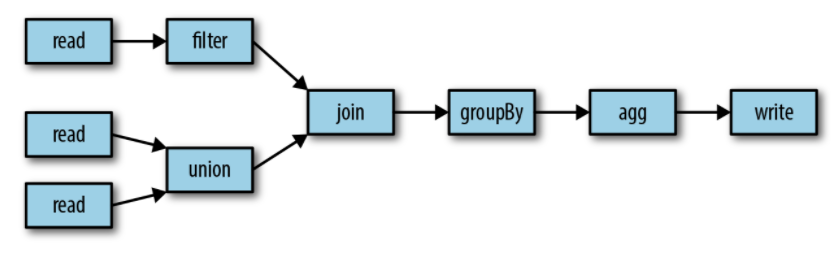 read
filter
read
union
read
join
groupBy
agg
write